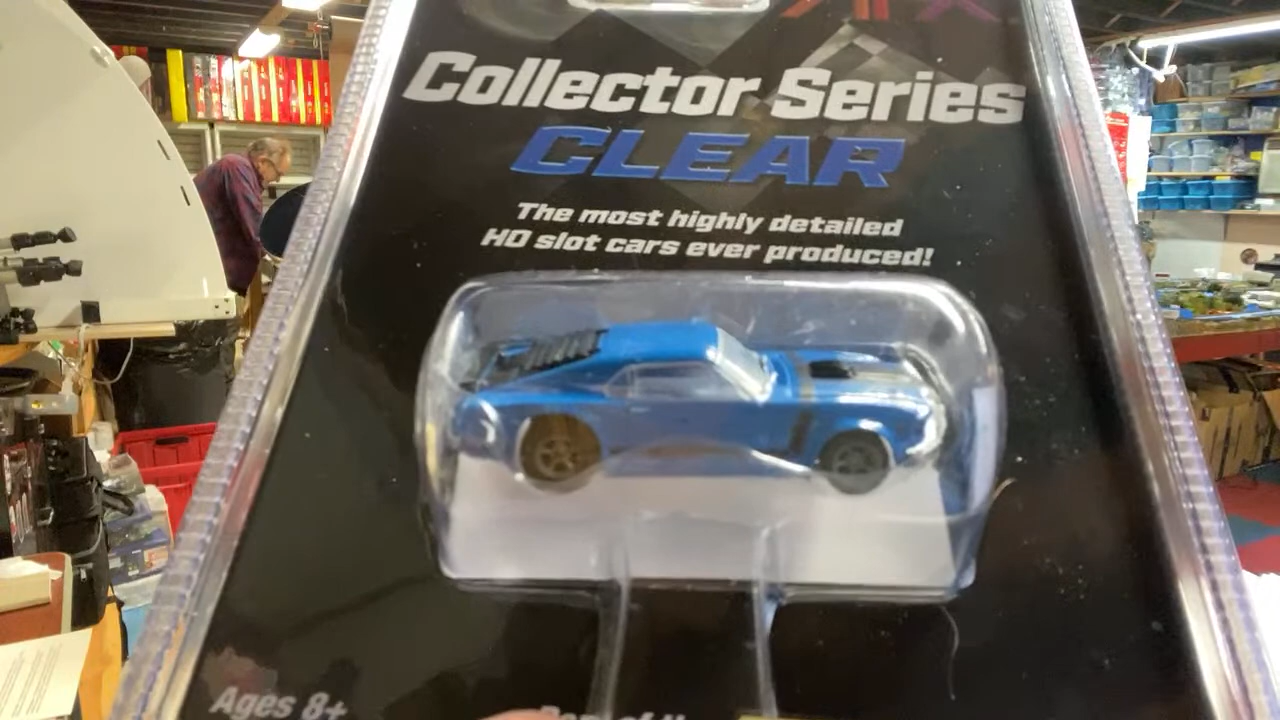 Collector Series
CLEAR
The most highly detailed
HO slot cars ever produced!
Ages 8+